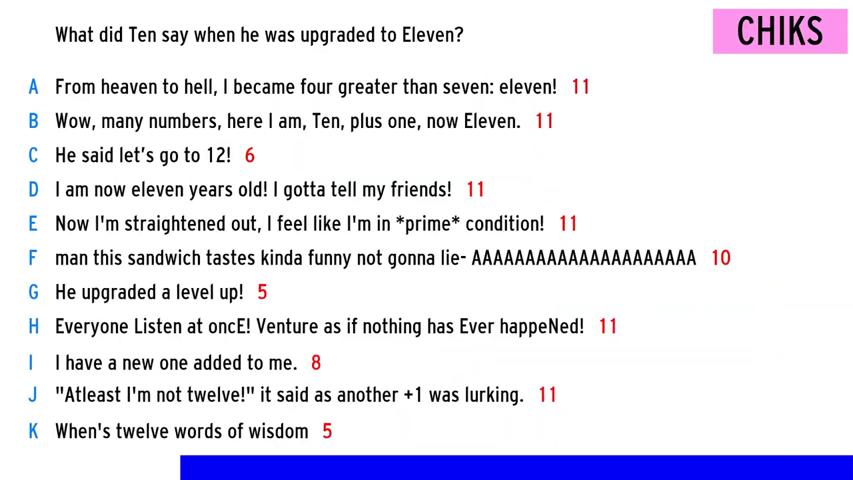 What did Ten say when he was upgraded to Eleven?
CHIKS
A From heaven to hell, I became four greater than seven: eleven! 11
B Wow, many numbers, here I am, Ten, plus one, now Eleven. 11
C He said let's go to 12! 6
D I am now eleven years old! I gotta tell my friends! 11
E Now I'm straightened out, I feel like I'm in *prime* condition! 11
F man this sandwich tastes kinda funny not gonna lie- AAAAAAAAAAAAAAAAAAAAA 10
G He upgraded a level up! 5
H Everyone Listen at oncE! Venture as if nothing has Ever happeNed! 11
I I have a new one added to me. 8
J "Atleast I'm not twelve!" it said as another +1 was lurking. 11
K When's twelve words of wisdom 5